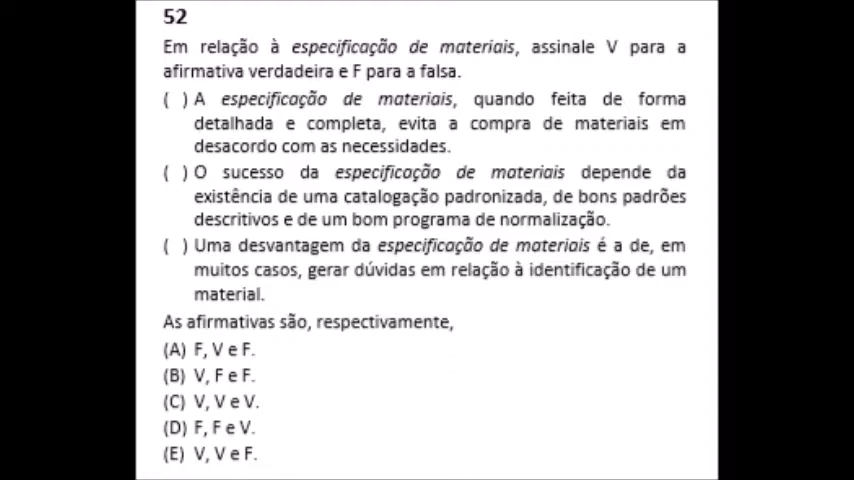 52
Em relação à especificação de materiais, assinale V para a
afirmativa verdadeira e F para a falsa.
( ) A especificação de materiais, quando feita de forma
detalhada e completa, evita a compra de materiais em
desacordo com as necessidades.
( ) O sucesso da especificação de materiais depende da
existência de uma catalogação padronizada, de bons padrões
descritivos e de um bom programa de normalização.
( ) Uma desvantagem da especificação de materiais é a de, em
muitos casos, gerar dúvidas em relação à identificação de um
material.
As afirmativas são, respectivamente,
(A) F, V e F.
(B) V, F e F.
(C) V, V e V.
(D) F, F e V.
(E) V, V e F.